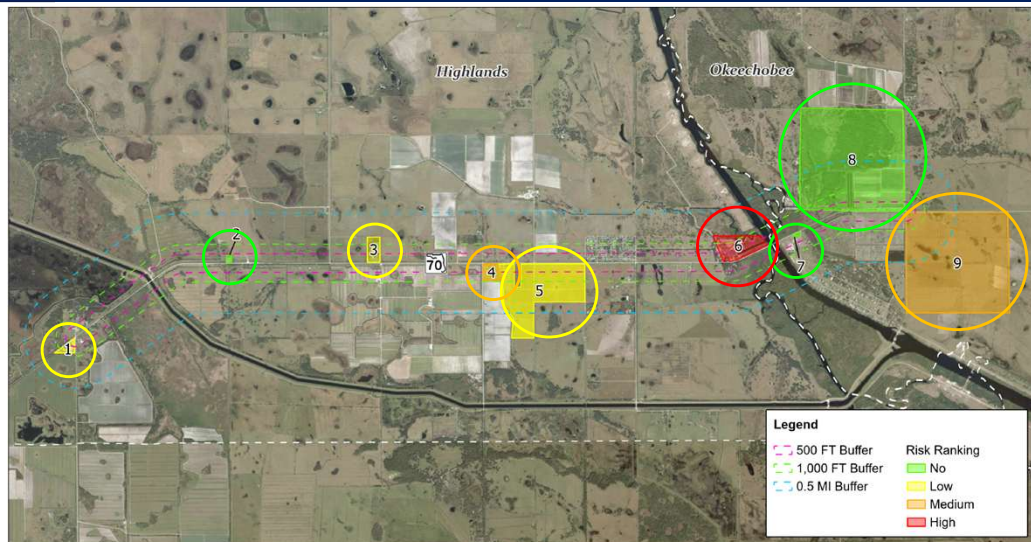 Highlands
Okeechobee
8
2
3
70
6
7
4
9
5
1
Legend
500 FT Buffer
1,000 FT Buffer
0.5 MI Buffer
Risk Ranking
No
Low
Medium
High